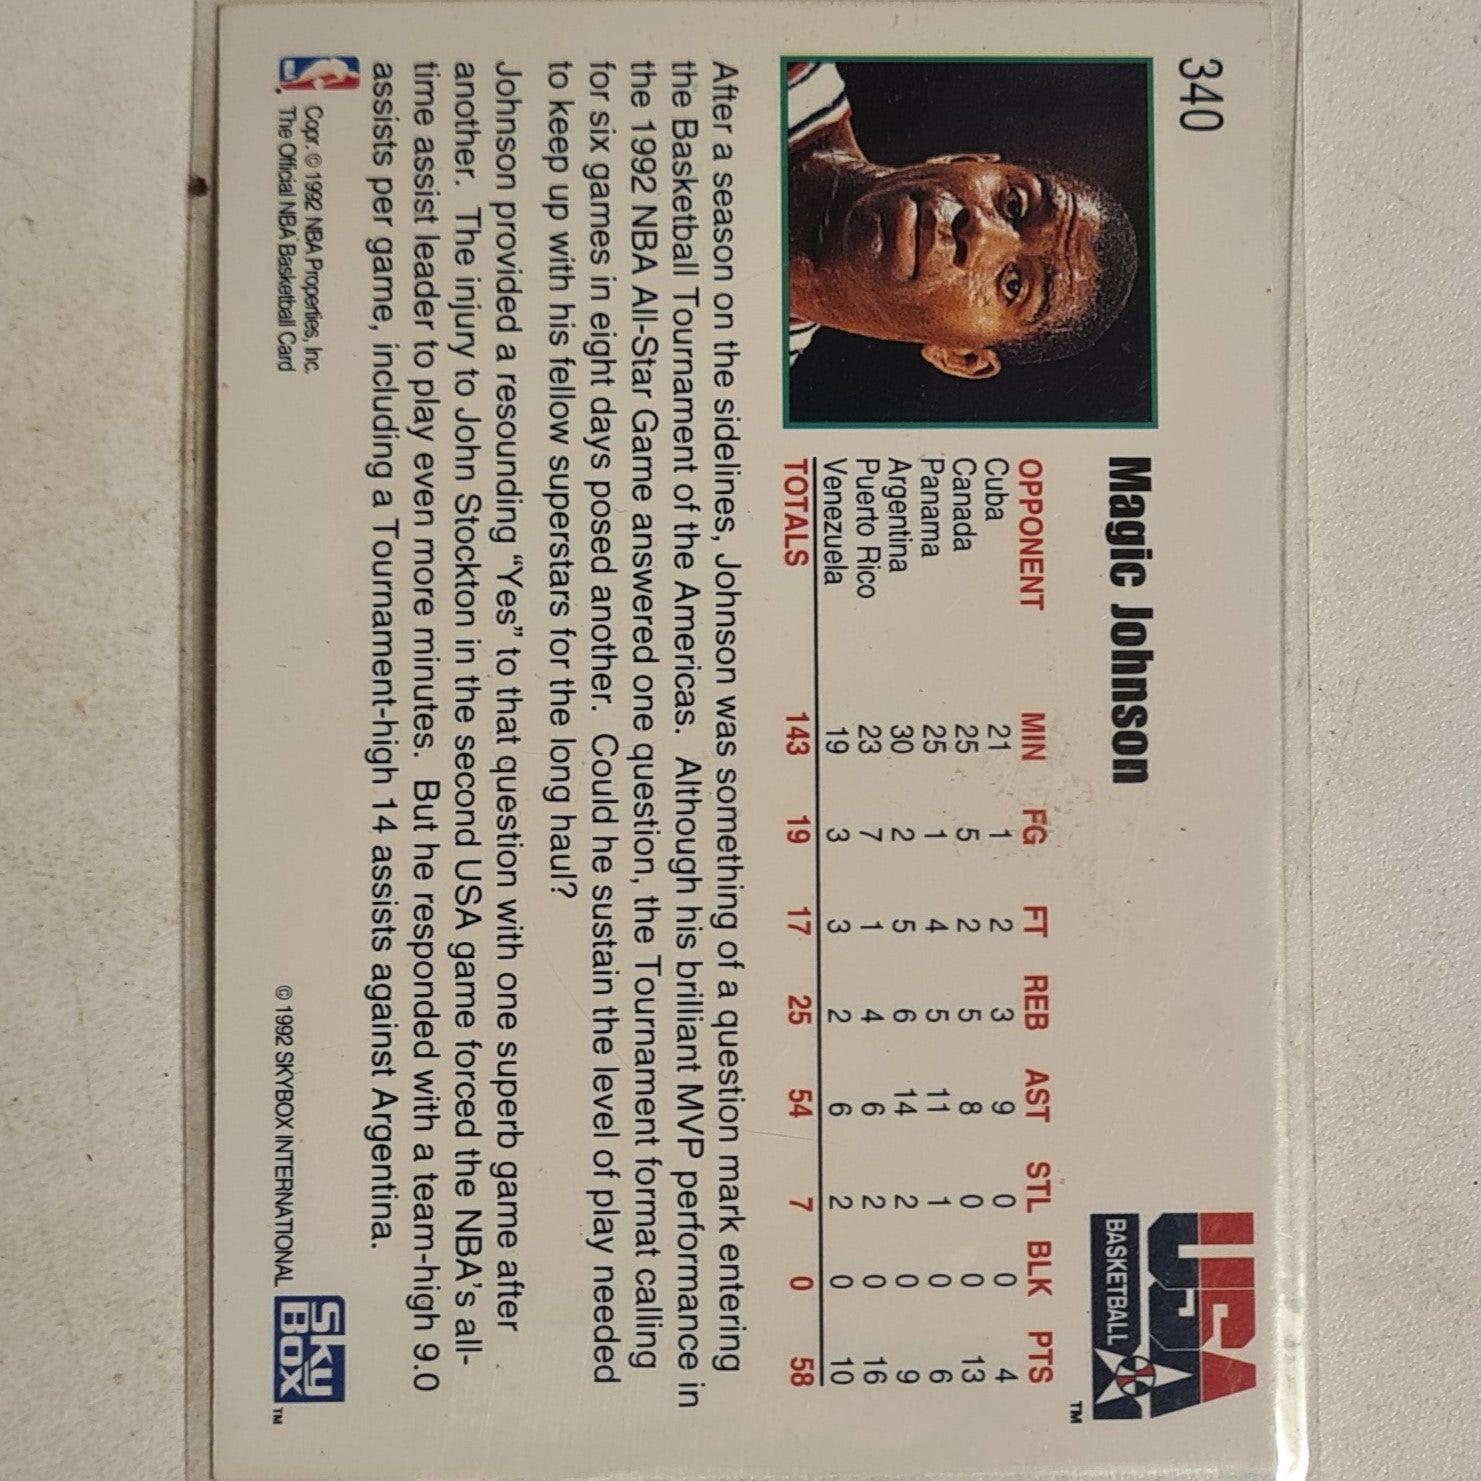 340
Magic Johnson
USA
BASKETBALL
TM
OPPONENT MIN FG FT REB AST STL BLK PTS
Cuba 21 1 2 3 9 0 0 4
Canada 25 5 2 5 8 0 0 13
Panama 25 1 4 5 11 1 0 6
Argentina 30 2 5 6 14 2 0 9
Puerto Rico 23 7 1 4 6 2 0 16
Venezuela 19 3 3 2 6 2 0 10
TOTALS 143 19 17 25 54 7 0 58
After a season on the sidelines, Johnson was something of a question mark entering
the Basketball Tournament of the Americas. Although his brilliant MVP performance in
the 1992 NBA All-Star Game answered one question, the Tournament format calling
for six games in eight days posed another. Could he sustain the level of play needed
to keep up with his fellow superstars for the long haul?
Johnson provided a resounding "Yes" to that question with one superb game after
another. The injury to John Stockton in the second USA game forced the NBA's all-
time assist leader to play even more minutes. But he responded with a team-high 9.0
assists per game, including a Tournament-high 14 assists against Argentina.
NBA
Copr. © 1992 NBA Properties, Inc.
The Official NBA Basketball Card
© 1992 SKYBOX INTERNATIONAL
SKY
BOX
TM